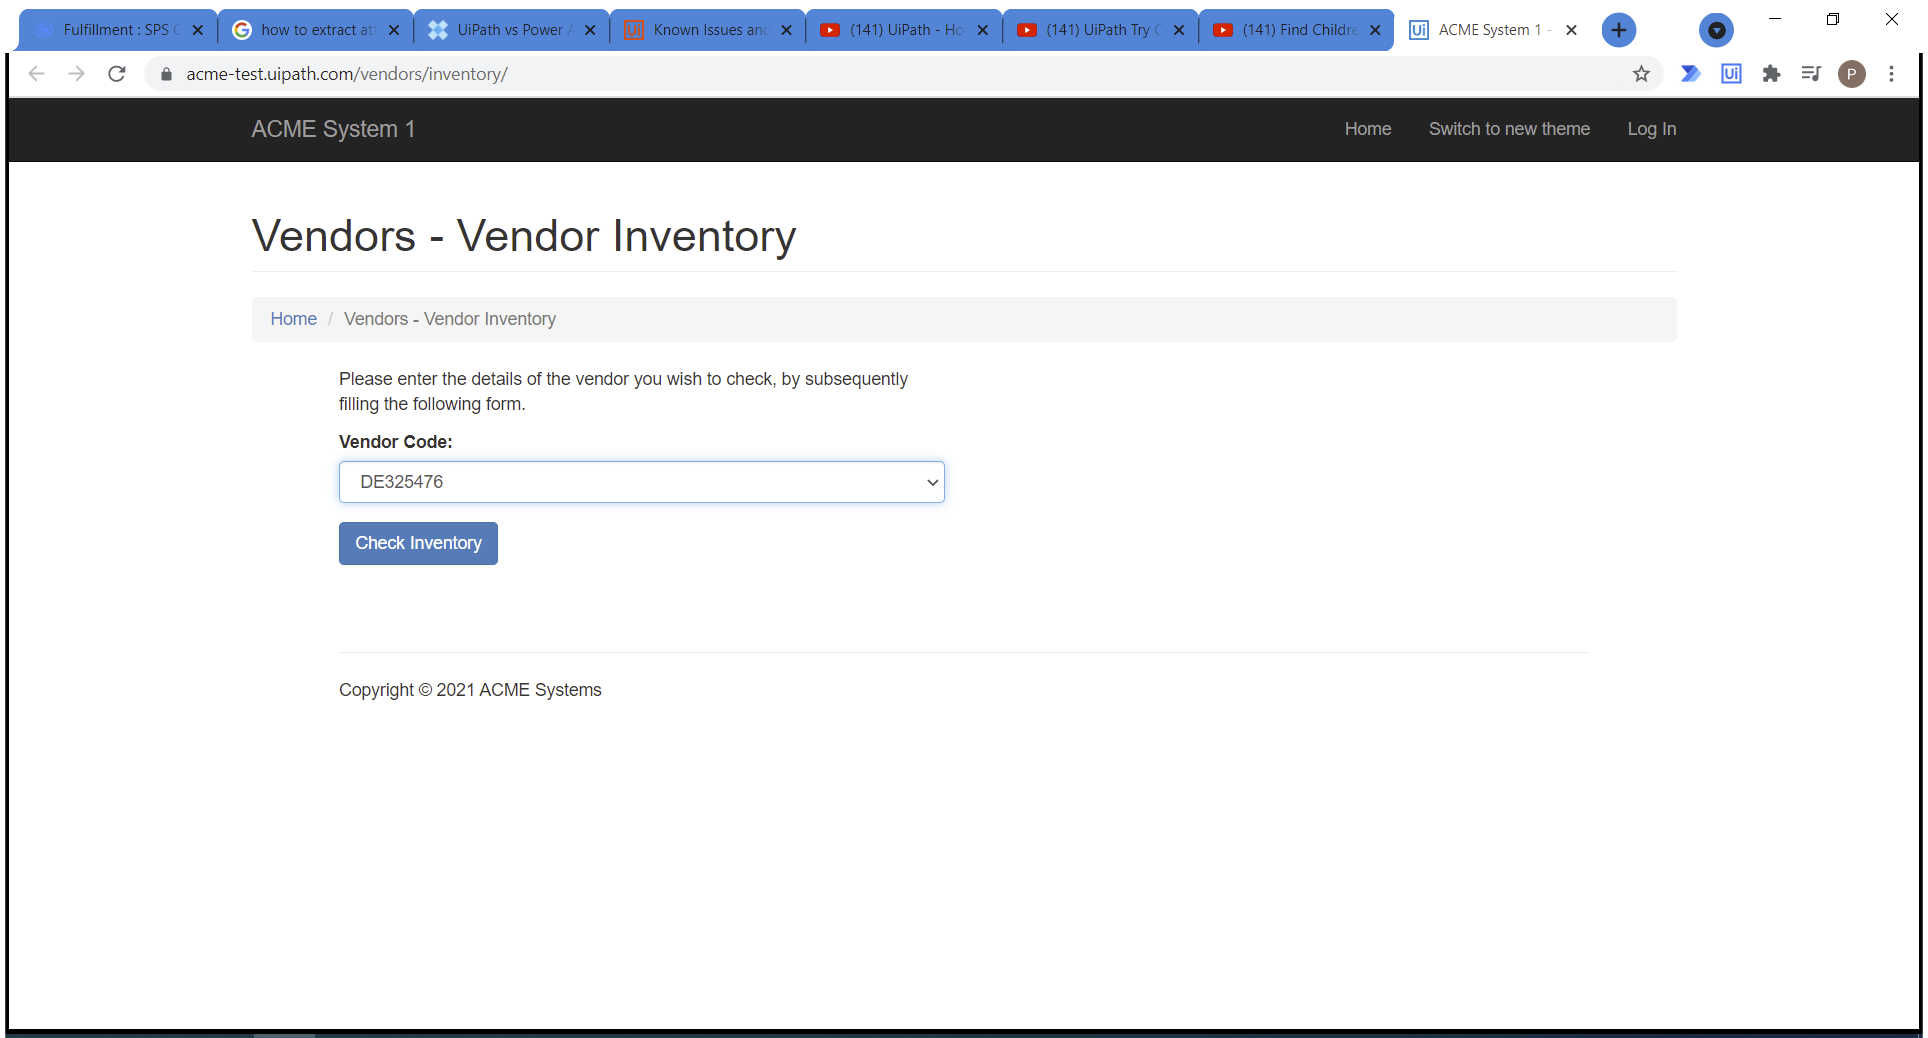 Fulfillment : SPS C
how to extract at
UiPath vs Power A
Known Issues and
(141) UiPath - Ho
(141) UiPath Try C
(141) Find Childre
ACME System 1 -
acme-test.uipath.com/vendors/inventory/
P
ACME System 1
Home
Switch to new theme
Log In
Vendors - Vendor Inventory
Home / Vendors - Vendor Inventory
Please enter the details of the vendor you wish to check, by subsequently
filling the following form.
Vendor Code:
DE325476
Check Inventory
Copyright © 2021 ACME Systems